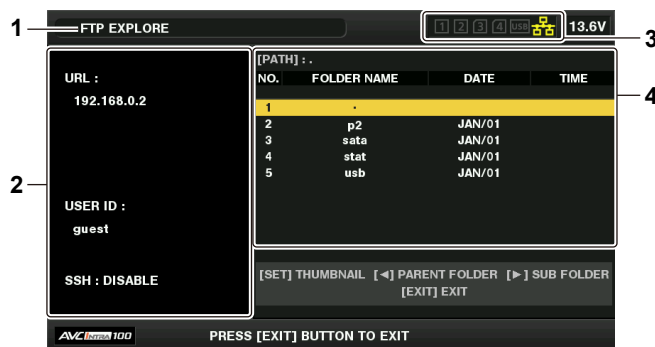 1
FTP EXPLORE
1 2 3 4 USB 13.6V
3
URL :
192.168.0.2
2
USER ID :
guest
SSH : DISABLE
[PATH] : .
NO. FOLDER NAME DATE TIME
4
1 .
2 p2 JAN/01
3 sata JAN/01
4 stat JAN/01
5 usb JAN/01
[SET] THUMBNAIL [◄] PARENT FOLDER [►] SUB FOLDER
[EXIT] EXIT
AVC INTRA 100 PRESS [EXIT] BUTTON TO EXIT